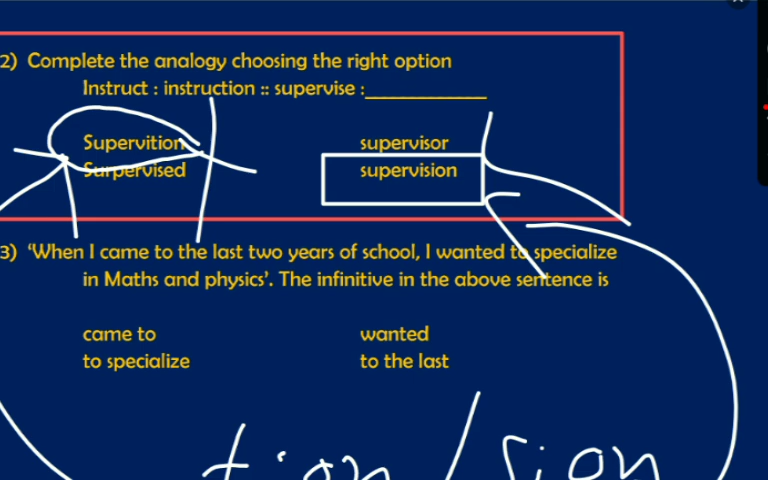 2) Complete the analogy choosing the right option
Instruct : instruction :: supervise :____________
Supervition supervisor
Surpervised supervision
3) ‘When I came to the last two years of school, I wanted to specialize
in Maths and physics’. The infinitive in the above sentence is
came to wanted
to specialize to the last
tion/sion